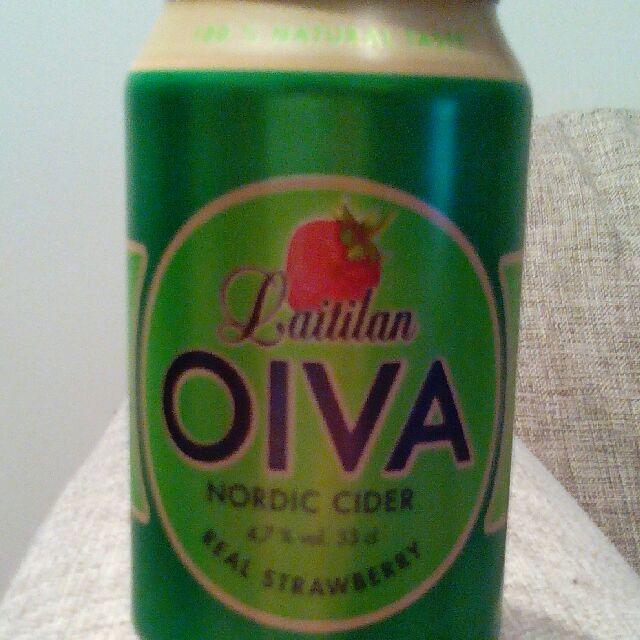 100 % NATURAL TASTE
Laitilan
OIVA
NORDIC CIDER
4,7 % vol. 33 cl
REAL STRAWBERRY